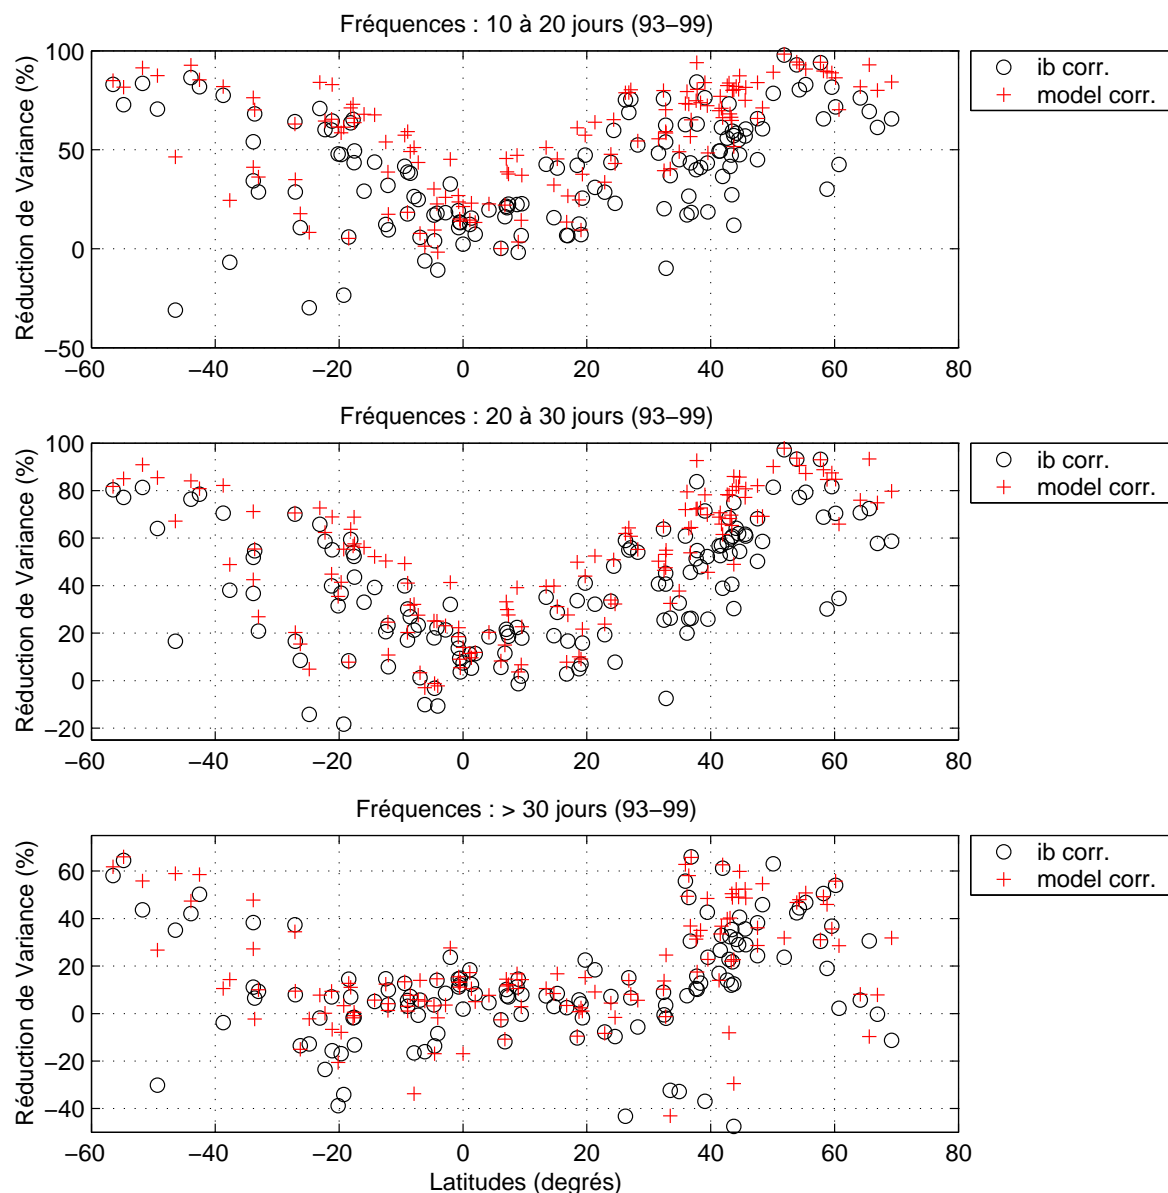 Fréquences : 10 à 20 jours (93−99)
Réduction de Variance (%)
100
50
0
−50
−60 −40 −20 0 20 40 60 80
ib corr.
model corr.
Fréquences : 20 à 30 jours (93−99)
Réduction de Variance (%)
100
80
60
40
20
0
−20
−60 −40 −20 0 20 40 60 80
ib corr.
model corr.
Fréquences : > 30 jours (93−99)
Réduction de Variance (%)
60
40
20
0
−20
−40
−60 −40 −20 0 20 40 60 80
Latitudes (degrés)
ib corr.
model corr.